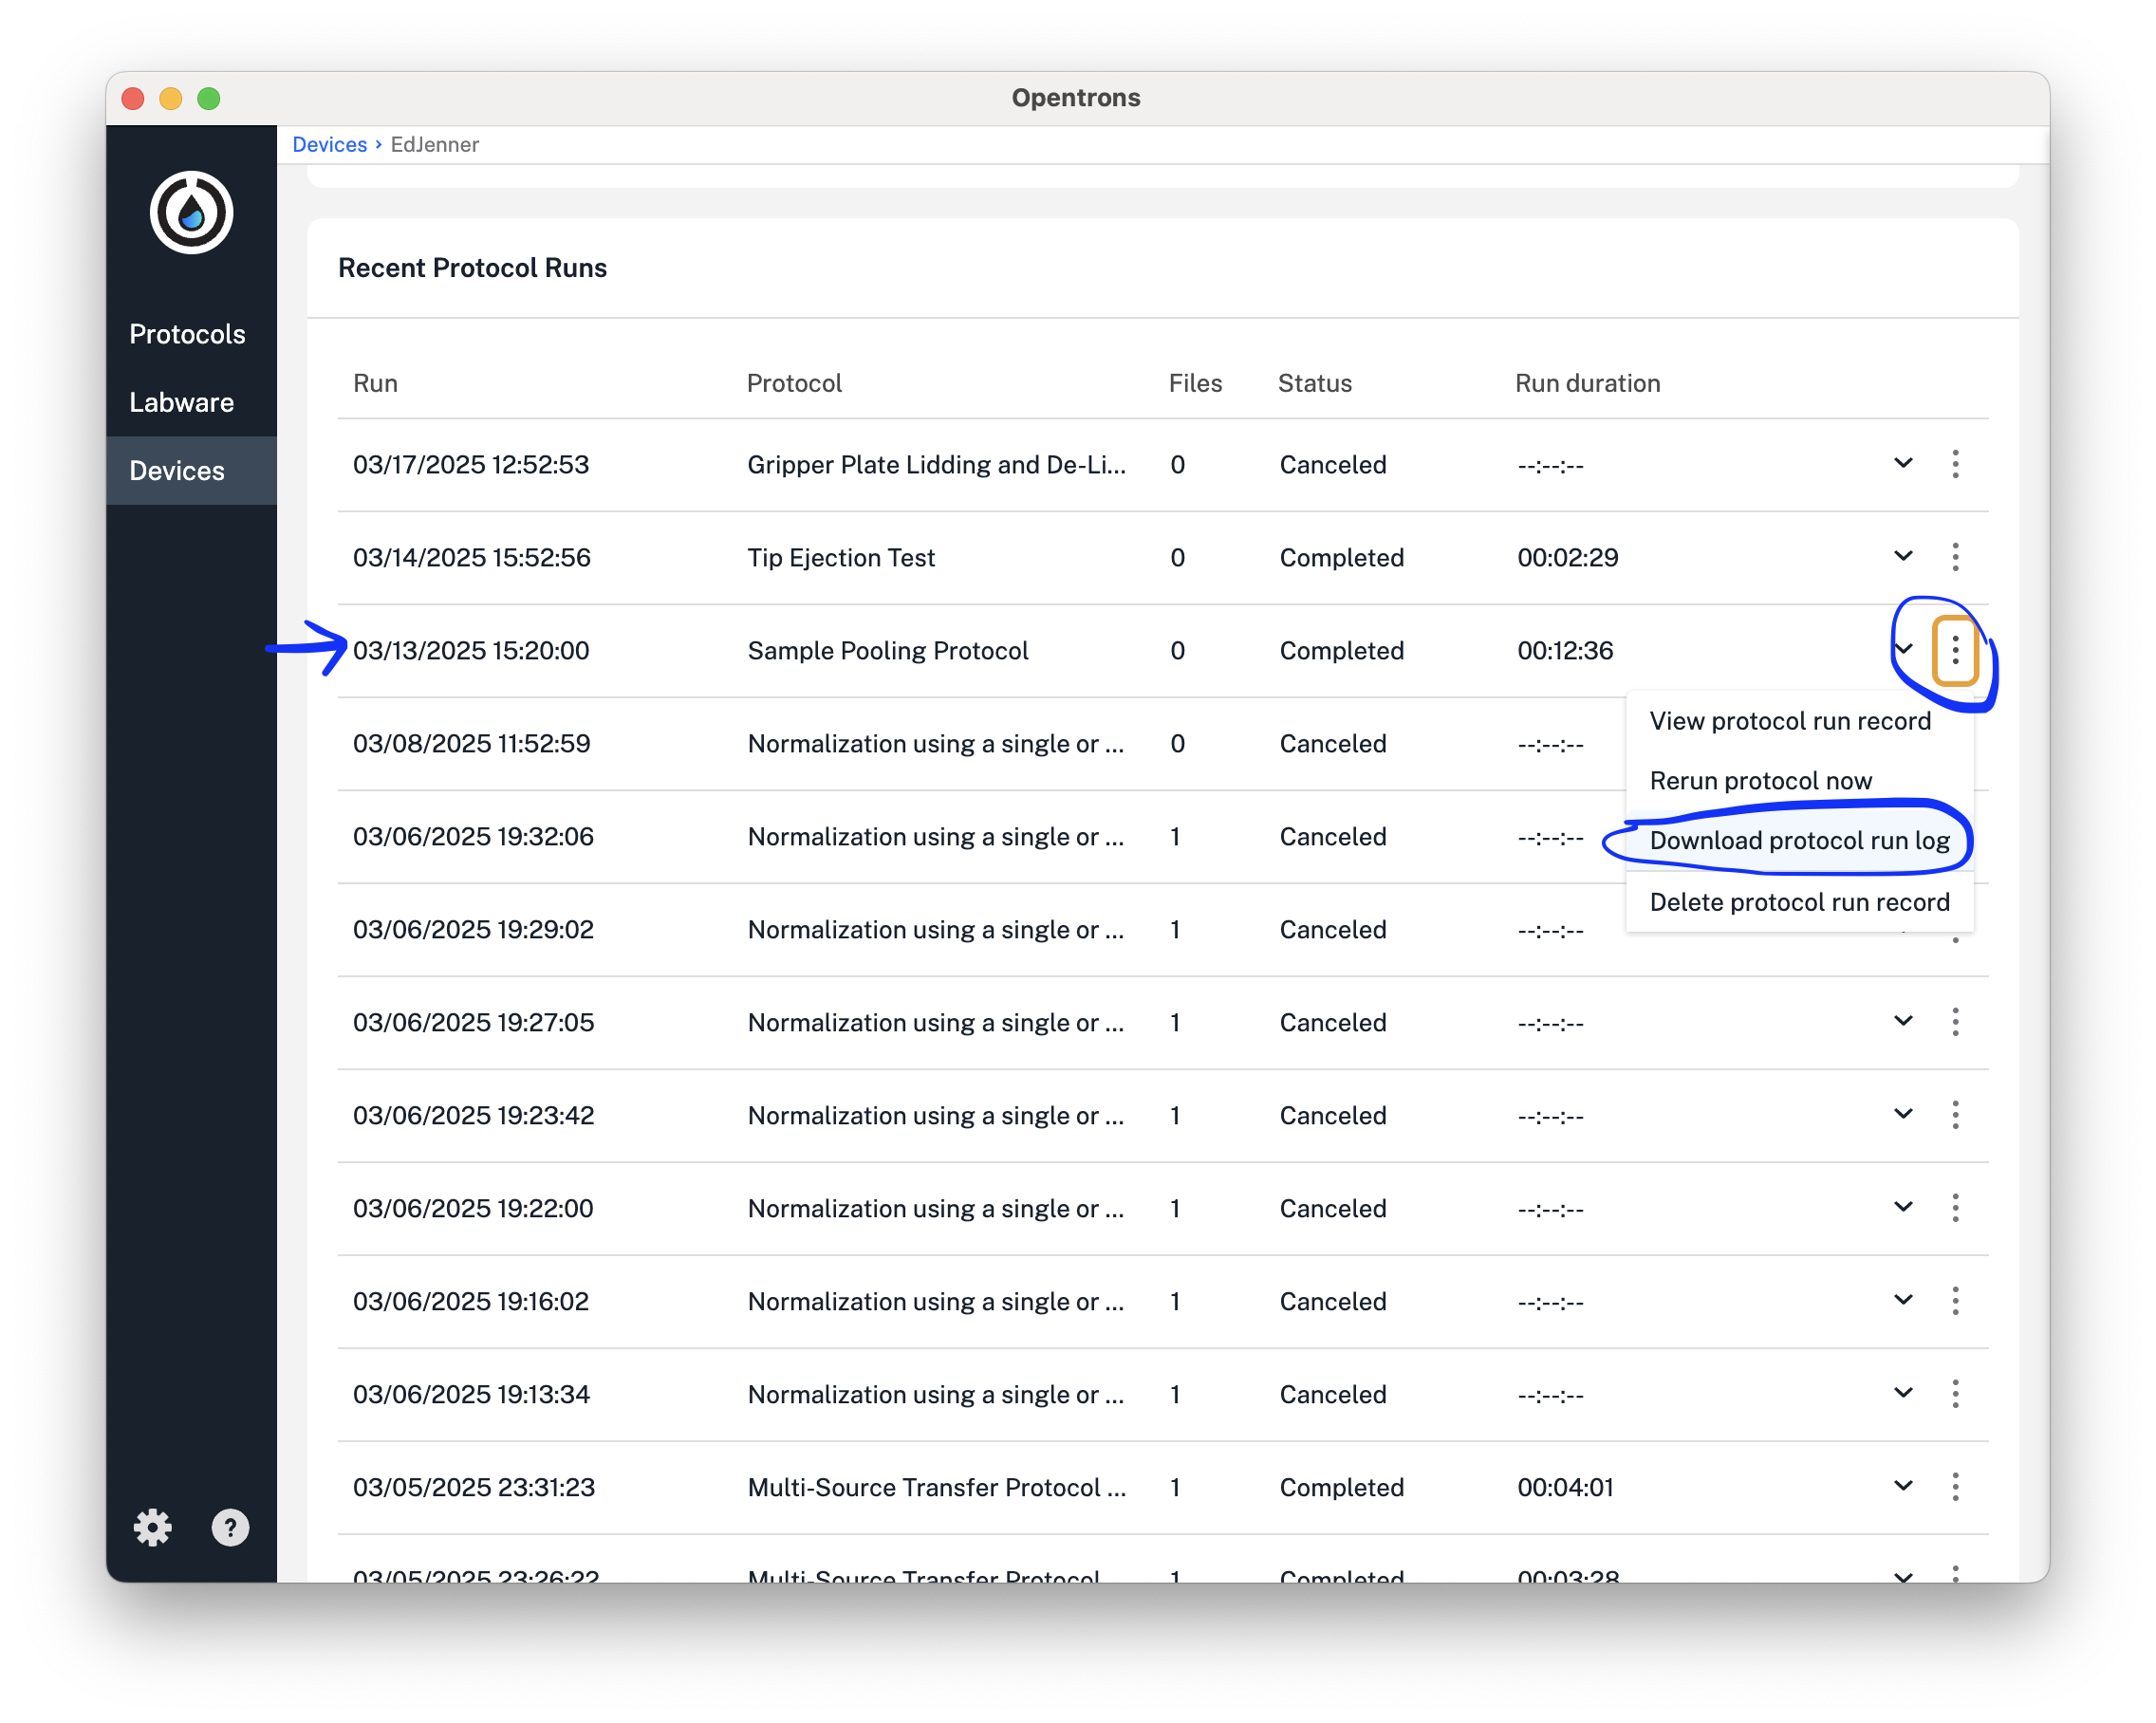 Opentrons
Devices › EdJenner
Protocols
Labware
Devices
Recent Protocol Runs
Run Protocol Files Status Run duration
03/17/2025 12:52:53 Gripper Plate Lidding and De-Li... 0 Canceled --:--:--
03/14/2025 15:52:56 Tip Ejection Test 0 Completed 00:02:29
03/13/2025 15:20:00 Sample Pooling Protocol 0 Completed 00:12:36
View protocol run record
Rerun protocol now
Download protocol run log
Delete protocol run record
03/08/2025 11:52:59 Normalization using a single or ... 0 Canceled --:--:--
03/06/2025 19:32:06 Normalization using a single or ... 1 Canceled --:--:--
03/06/2025 19:29:02 Normalization using a single or ... 1 Canceled --:--:--
03/06/2025 19:27:05 Normalization using a single or ... 1 Canceled --:--:--
03/06/2025 19:23:42 Normalization using a single or ... 1 Canceled --:--:--
03/06/2025 19:22:00 Normalization using a single or ... 1 Canceled --:--:--
03/06/2025 19:16:02 Normalization using a single or ... 1 Canceled --:--:--
03/06/2025 19:13:34 Normalization using a single or ... 1 Canceled --:--:--
03/05/2025 23:31:23 Multi-Source Transfer Protocol ... 1 Completed 00:04:01
03/05/2025 23:26:22 Multi-Source Transfer Protocol 1 Completed 00:03:28
?